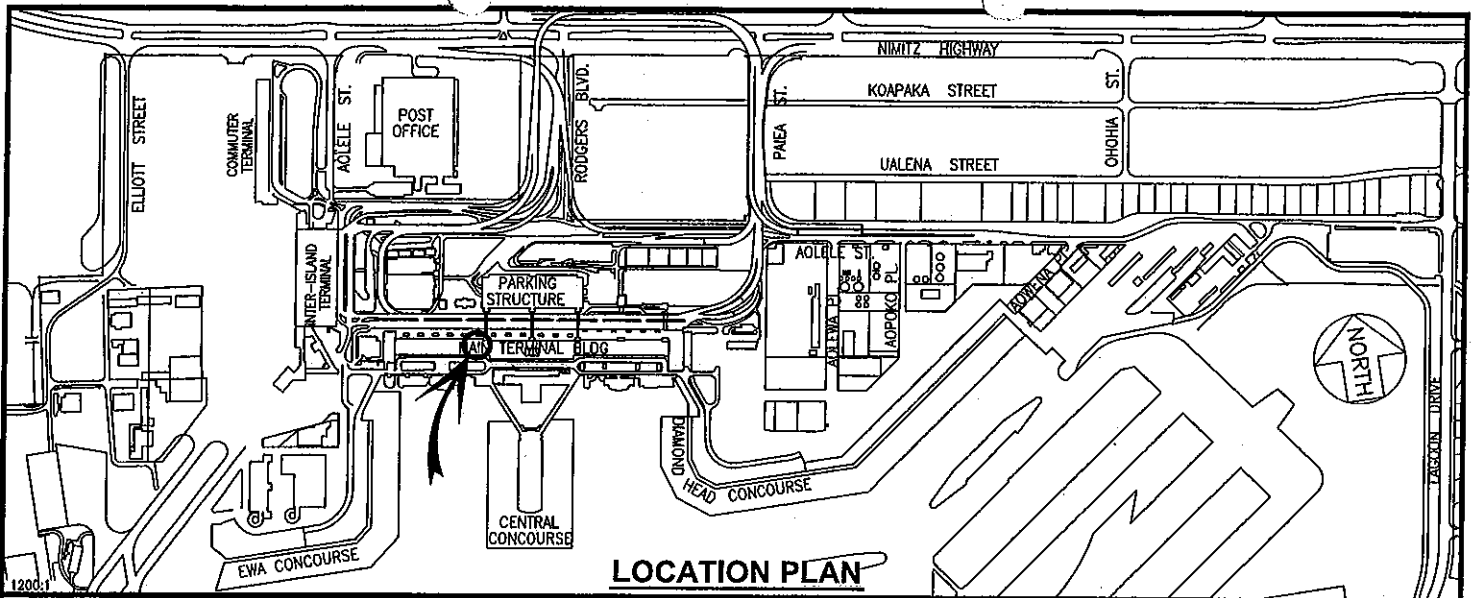 NIMITZ HIGHWAY
KOAPAKA STREET
UALENA STREET
ELLIOTT STREET
COMMUTER
TERMINAL
AOLELE ST.
POST
OFFICE
RODGERS BLVD.
PAIEA ST.
OHOHIA ST.
INTER-ISLAND
TERMINAL
PARKING
STRUCTURE
AOLELE ST.
AOWENA
TERMINAL BLDG
AOLEWA PL
AOPOKO PL.
NORTH
LAGOON DRIVE
DIAMOND
HEAD CONCOURSE
CENTRAL
CONCOURSE
EWA CONCOURSE
LOCATION PLAN
1200:1